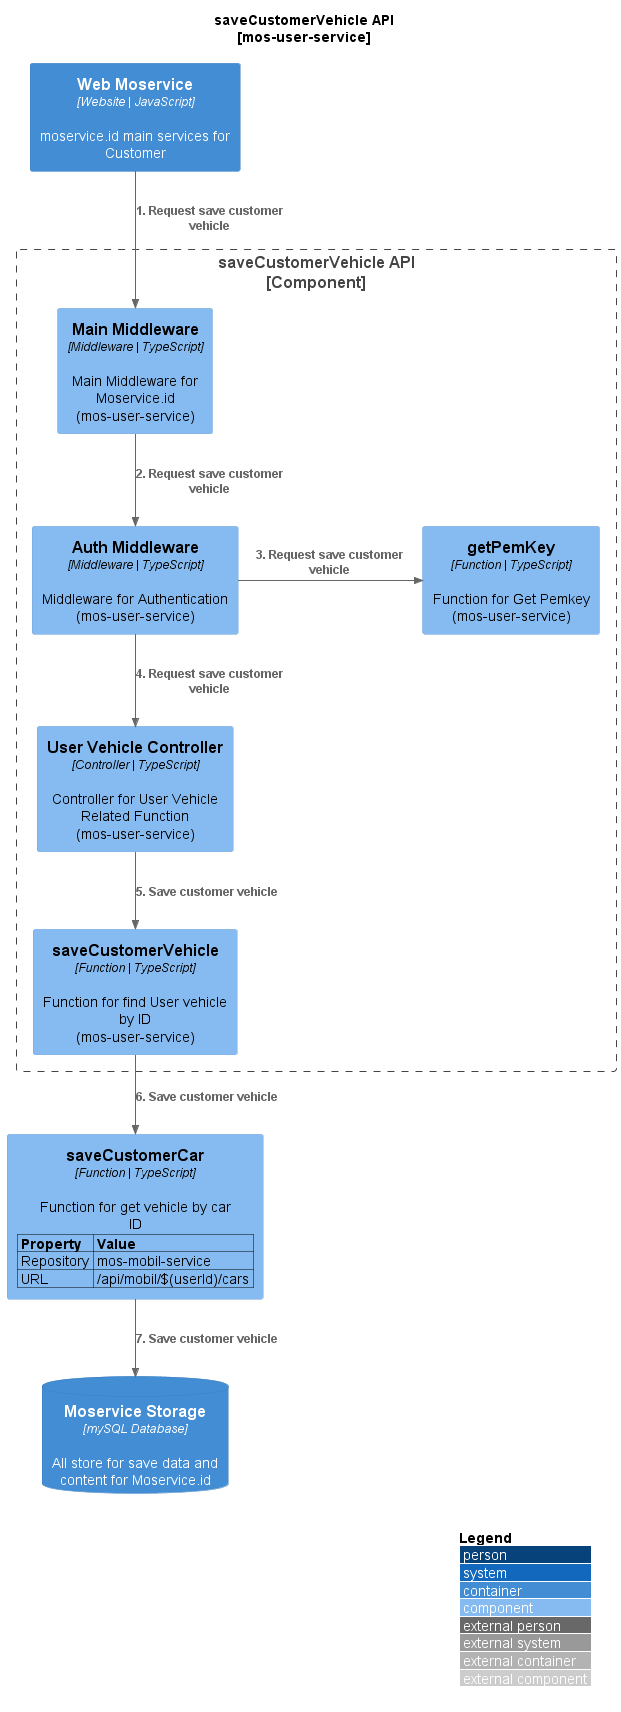 saveCustomerVehicle API
[mos-user-service]
Web Moservice
[Website | JavaScript]
moservice.id main services for
Customer
1. Request save customer
vehicle
saveCustomerVehicle API
[Component]
Main Middleware
[Middleware | TypeScript]
Main Middleware for
Moservice.id
(mos-user-service)
2. Request save customer
vehicle
Auth Middleware
[Middleware | TypeScript]
Middleware for Authentication
(mos-user-service)
3. Request save customer
vehicle
getPemKey
[Function | TypeScript]
Function for Get Pemkey
(mos-user-service)
4. Request save customer
vehicle
User Vehicle Controller
[Controller | TypeScript]
Controller for User Vehicle
Related Function
(mos-user-service)
5. Save customer vehicle
saveCustomerVehicle
[Function | TypeScript]
Function for find User vehicle
by ID
(mos-user-service)
6. Save customer vehicle
saveCustomerCar
[Function | TypeScript]
Function for get vehicle by car
ID
Property Value
Repository mos-mobil-service
URL /api/mobil/$(userId)/cars
7. Save customer vehicle
Moservice Storage
[mySQL Database]
All store for save data and
content for Moservice.id
Legend
person
system
container
component
external person
external system
external container
external component